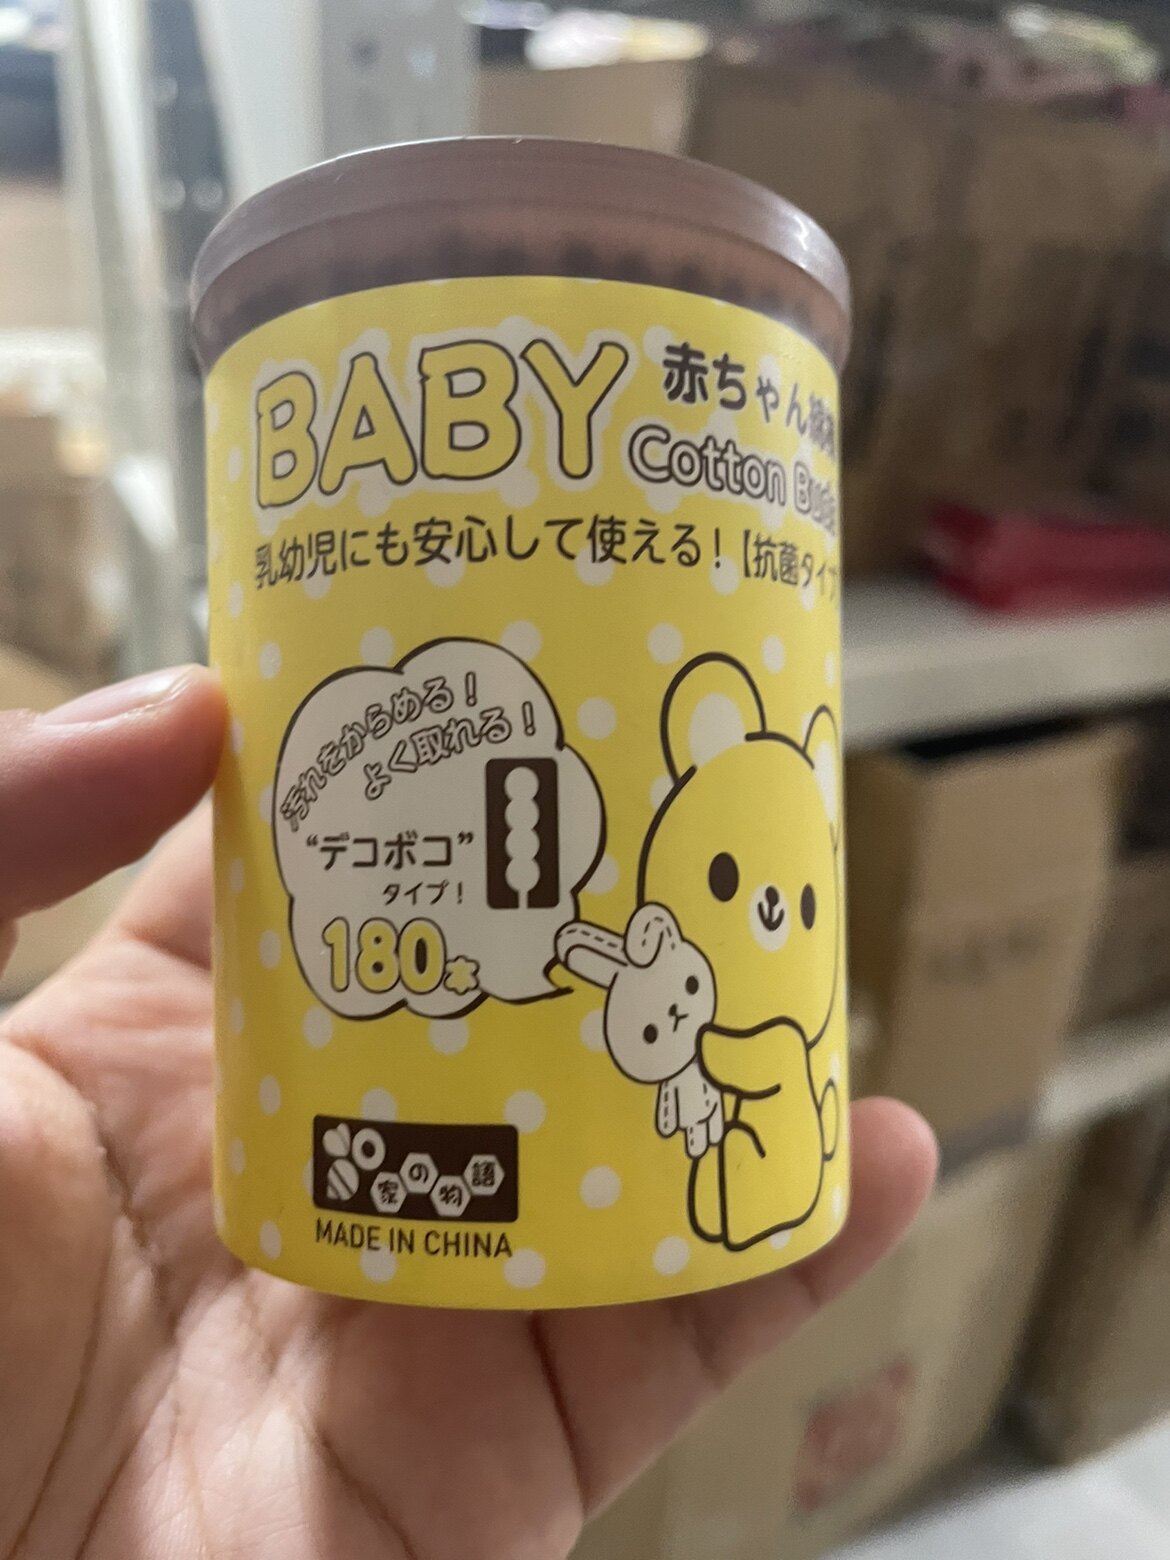 BABY
赤ちゃん綿
Cotton Buds
乳幼児にも安心して使える！【抗菌タイプ
汚れをからめる！
よく取れる！
“デコボコ”
タイプ！
180本
家の物語
MADE IN CHINA